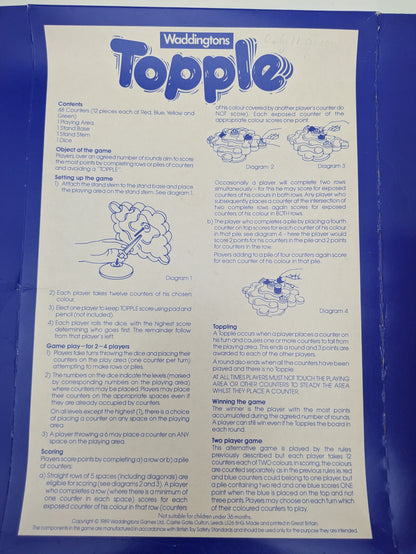 Waddingtons
Topple
Contents
48 Counters (12 pieces each of Red, Blue, Yellow and
Green)
1 Playing Area
1 Stand Base
1 Stand Stem
1 Dice
Object of the game
Players over an agreed number of rounds aim to score
the most points by completing rows or piles of counters
and avoiding a "TOPPLE".
Setting up the game
1) Attach the stand stem to the stand base and place
the playing area on the stand stem. See diagram 1.
Diagram 1
2) Each player takes twelve counters of his chosen
colour.
3) Elect one player to keep TOPPLE score using pad and
pencil (not included).
4) Each player rolls the dice, with the highest score
determining who goes first. The remainder follow
from that player's left.
Game play - for 2-4 players
1) Players take turns throwing the dice and placing their
counters on the play area (one counter per turn)
attempting to make rows or piles.
2) The numbers on the dice indicate the levels (marked
by corresponding numbers on the playing area)
where counters may be placed. Players may place
their counters on the appropriate spaces even if
they are already occupied by counters.
On all levels except the highest (1), there is a choice
of placing a counter on any space on the playing
area.
3) A player throwing a 6 may place a counter on ANY
space on the playing area.
Scoring
Players score points by completing a) a row or b) a pile
of counters:
a) Straight rows of 5 spaces (including diagonals) are
eligible for scoring (see diagrams 2 and 3). A player
who completes a row (where there is a minimum of
one counter in each space) scores for each
exposed counter of his colour in that row (counters
of his colour covered by another player's counter do
NOT score). Each exposed counter of the
appropriate colour scores one point.
Diagram 2
Diagram 3
Occasionally a player will complete two rows
simultaneously - for this he may score for exposed
counters of his colour in both rows. Any player who
subsequently places a counter at the intersection of
two complete rows again scores for exposed
counters of his colour in BOTH rows.
b) The player who completes a pile by placing a fourth
counter on top scores for each counter of his colour
in that pile, see diagram 4 - here the player would
score 2 points for his counters in the pile and 2 points
for counters in the row.
Players adding to a pile of four counters again score
for each counter of his colour in that pile.
Diagram 4
Toppling
A Topple occurs when a player places a counter on
his turn and causes one or more counters to fall from
the playing area. This ends a round and 3 points are
awarded to each of the other players.
A round also ends when all the counters have been
played and there is no Topple.
AT ALL TIMES PLAYERS MUST NOT TOUCH THE PLAYING
AREA OR OTHER COUNTERS TO STEADY THE AREA
WHILST THEY PLACE A COUNTER.
Winning the game
The winner is the player with the most points
accumulated during the agreed number of rounds.
A player can still win even if he Topples the board in
each round.
Two player game
This alternative game is played by the rules
previously described but each player takes 12
counters each of TWO colours. In scoring, the colours
are counted separately as in the previous rules ie. red
and blue counters could belong to one player, but
a pile containing two red and one blue scores ONE
point when the blue is placed on the top and not
three points. Players may choose on each turn which
of their coloured counters to play.
Not suitable for children under 36 months.
Copyright © 1989 Waddingtons Games Ltd., Castle Gate, Oulton, Leeds LS26 8HG. Made and printed in Great Britain.
The components in this game are manufactured in accordance with British Toy Safety Standards and should be used only for the purpose they are intended.